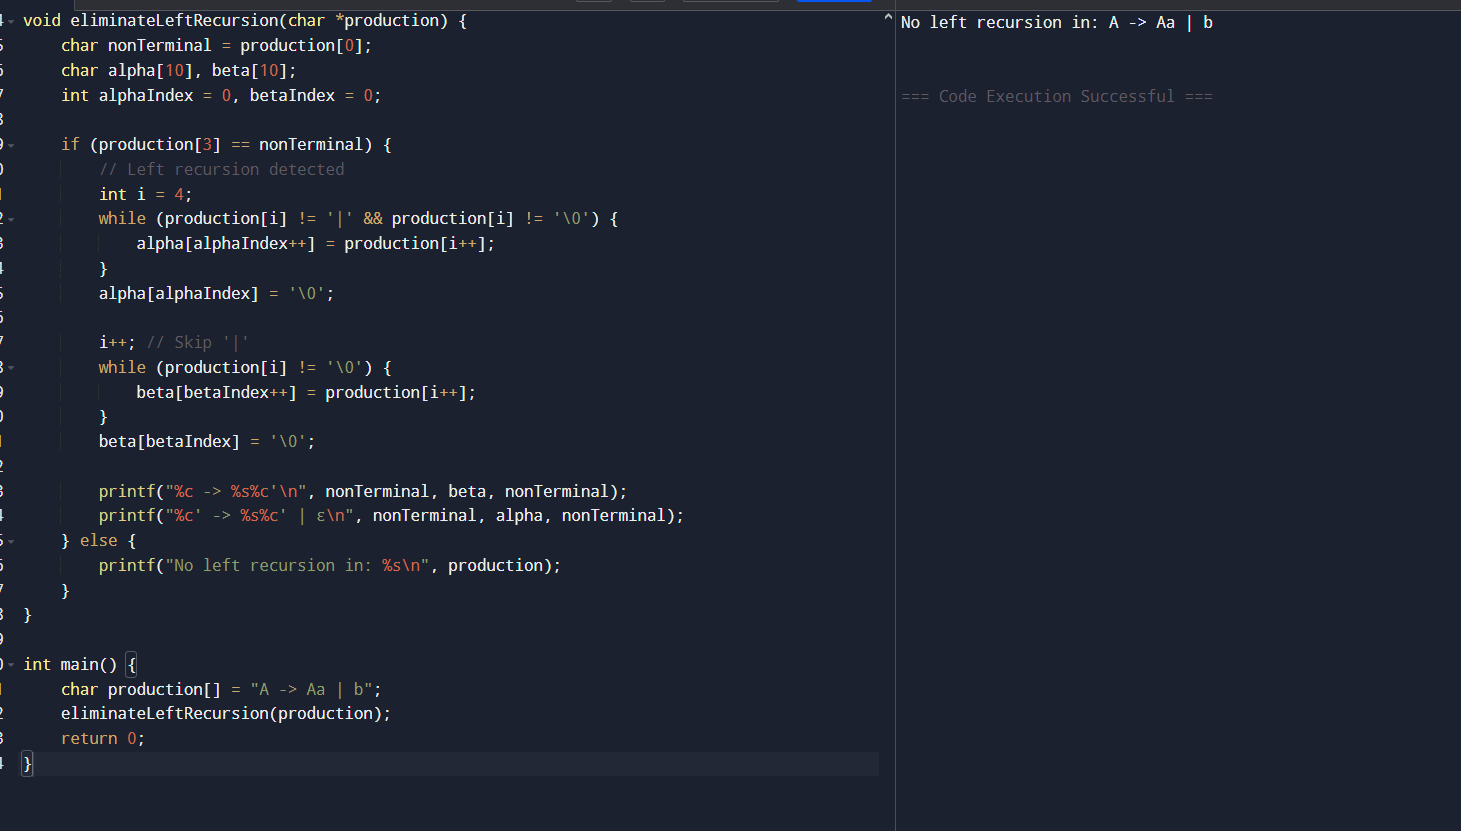 void eliminateLeftRecursion(char *production) {
    char nonTerminal = production[0];
    char alpha[10], beta[10];
    int alphaIndex = 0, betaIndex = 0;

    if (production[3] == nonTerminal) {
        // Left recursion detected
        int i = 4;
        while (production[i] != '|' && production[i] != '\0') {
            alpha[alphaIndex++] = production[i++];
        }
        alpha[alphaIndex] = '\0';

        i++; // Skip '|'
        while (production[i] != '\0') {
            beta[betaIndex++] = production[i++];
        }
        beta[betaIndex] = '\0';

        printf("%c -> %s%c'\n", nonTerminal, beta, nonTerminal);
        printf("%c' -> %s%c' | ε\n", nonTerminal, alpha, nonTerminal);
    } else {
        printf("No left recursion in: %s\n", production);
    }
}

int main() {
    char production[] = "A -> Aa | b";
    eliminateLeftRecursion(production);
    return 0;
}
No left recursion in: A -> Aa | b
=== Code Execution Successful ===